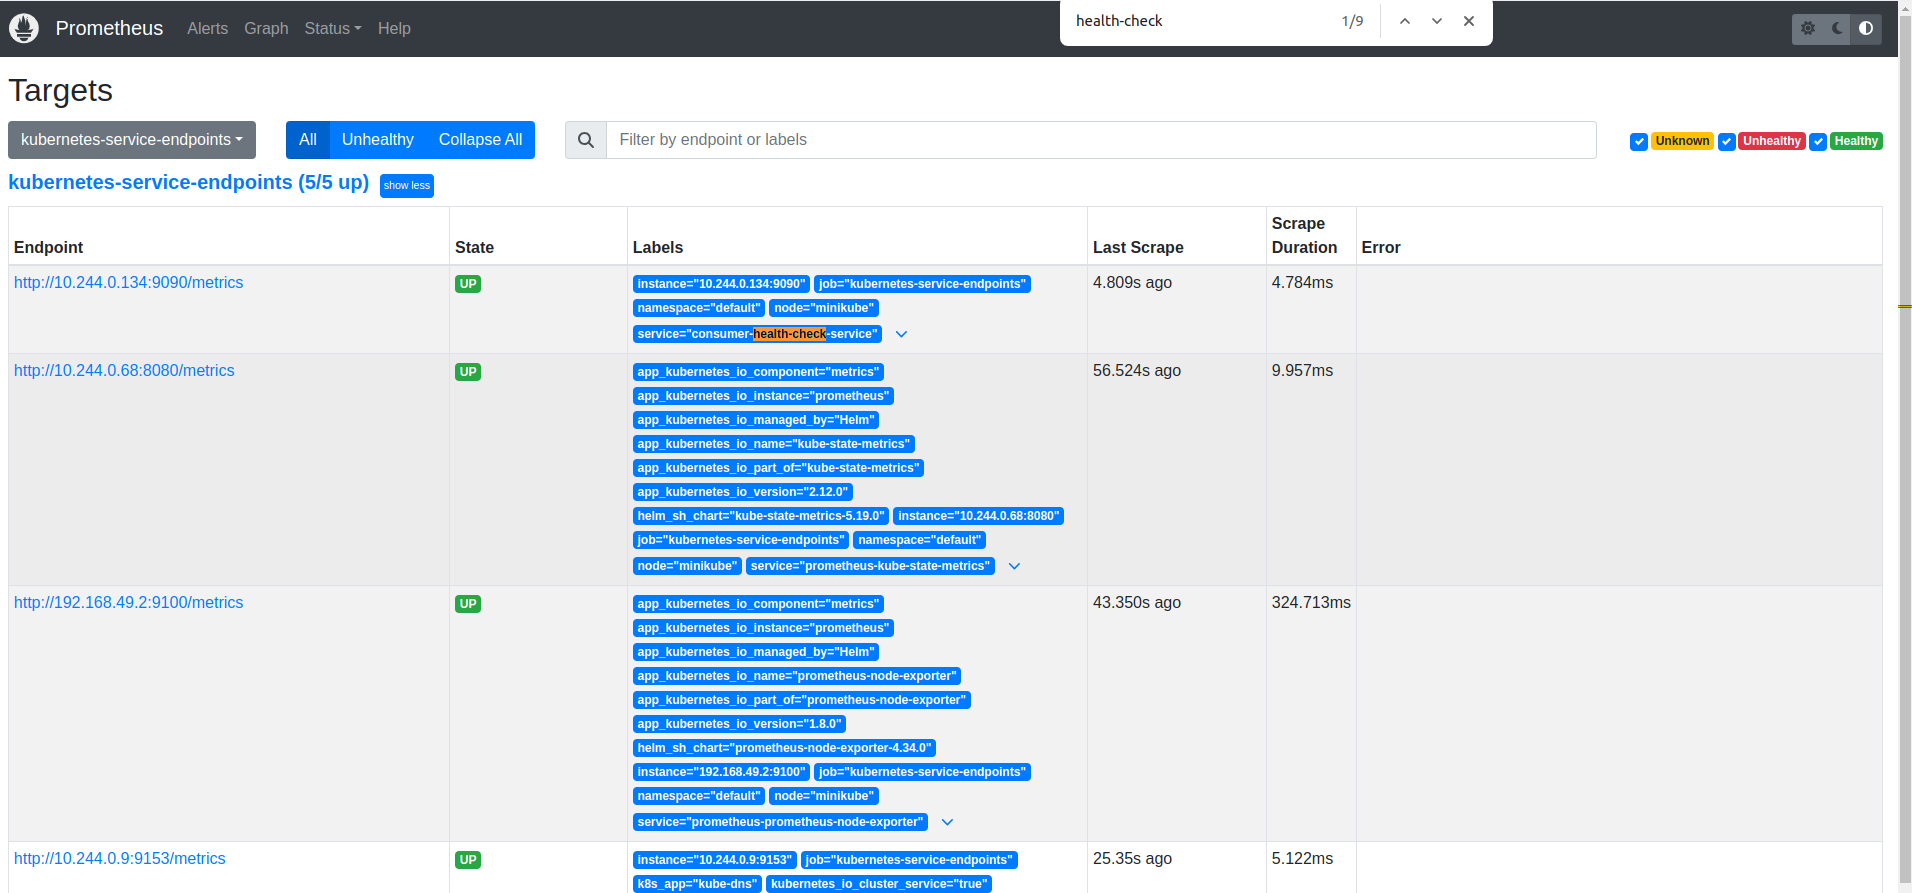 Prometheus Alerts Graph Status Help
health-check 1/9
Targets
kubernetes-service-endpoints
All Unhealthy Collapse All
Filter by endpoint or labels
Unknown Unhealthy Healthy
kubernetes-service-endpoints (5/5 up) show less
Endpoint State Labels Last Scrape Scrape Duration Error
http://10.244.0.134:9090/metrics UP
instance="10.244.0.134:9090" job="kubernetes-service-endpoints"
namespace="default" node="minikube"
service="consumer-health-check-service"
4.809s ago 4.784ms
http://10.244.0.68:8080/metrics UP
app_kubernetes_io_component="metrics"
app_kubernetes_io_instance="prometheus"
app_kubernetes_io_managed_by="Helm"
app_kubernetes_io_name="kube-state-metrics"
app_kubernetes_io_part_of="kube-state-metrics"
app_kubernetes_io_version="2.12.0"
helm_sh_chart="kube-state-metrics-5.19.0" instance="10.244.0.68:8080"
job="kubernetes-service-endpoints" namespace="default"
node="minikube" service="prometheus-kube-state-metrics"
56.524s ago 9.957ms
http://192.168.49.2:9100/metrics UP
app_kubernetes_io_component="metrics"
app_kubernetes_io_instance="prometheus"
app_kubernetes_io_managed_by="Helm"
app_kubernetes_io_name="prometheus-node-exporter"
app_kubernetes_io_part_of="prometheus-node-exporter"
app_kubernetes_io_version="1.8.0"
helm_sh_chart="prometheus-node-exporter-4.34.0"
instance="192.168.49.2:9100" job="kubernetes-service-endpoints"
namespace="default" node="minikube"
service="prometheus-prometheus-node-exporter"
43.350s ago 324.713ms
http://10.244.0.9:9153/metrics UP
instance="10.244.0.9:9153" job="kubernetes-service-endpoints"
k8s_app="kube-dns" kubernetes_io_cluster_service="true"
25.35s ago 5.122ms